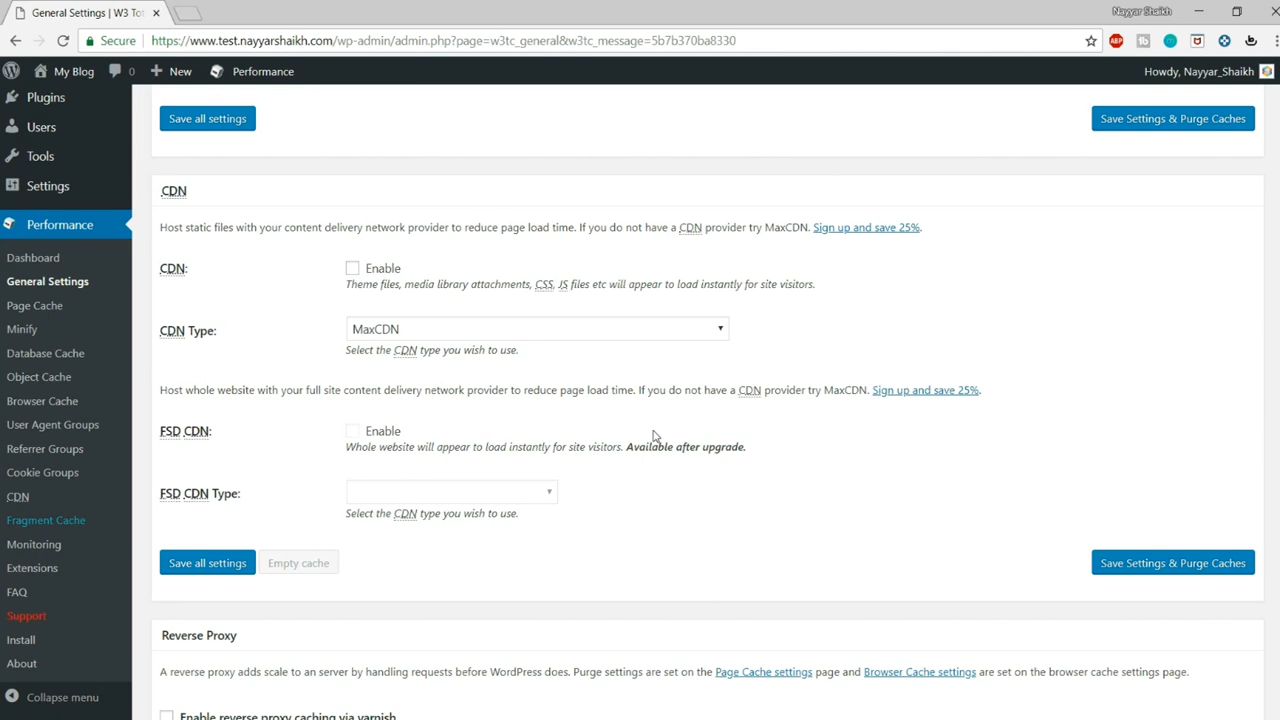 General Settings | W3 To
Nayyar Shaikh
Secure
https://www.test.nayyarshaikh.com/wp-admin/admin.php?page=w3tc_general&w3tc_message=5b7b370ba8330
ABP
My Blog
0
New
Performance
Howdy, Nayyar_Shaikh
Plugins
Users
Tools
Settings
Performance
Dashboard
General Settings
Page Cache
Minify
Database Cache
Object Cache
Browser Cache
User Agent Groups
Referrer Groups
Cookie Groups
CDN
Fragment Cache
Monitoring
Extensions
FAQ
Support
Install
About
Collapse menu
Save all settings
Save Settings & Purge Caches
CDN
Host static files with your content delivery network provider to reduce page load time. If you do not have a CDN provider try MaxCDN. Sign up and save 25%.
CDN:
Enable
Theme files, media library attachments, CSS, JS files etc will appear to load instantly for site visitors.
CDN Type:
MaxCDN
Select the CDN type you wish to use.
Host whole website with your full site content delivery network provider to reduce page load time. If you do not have a CDN provider try MaxCDN. Sign up and save 25%.
FSD CDN:
Enable
Whole website will appear to load instantly for site visitors. Available after upgrade.
FSD CDN Type:
Select the CDN type you wish to use.
Save all settings
Empty cache
Save Settings & Purge Caches
Reverse Proxy
A reverse proxy adds scale to an server by handling requests before WordPress does. Purge settings are set on the Page Cache settings page and Browser Cache settings are set on the browser cache settings page.
Enable reverse proxy caching via varnish